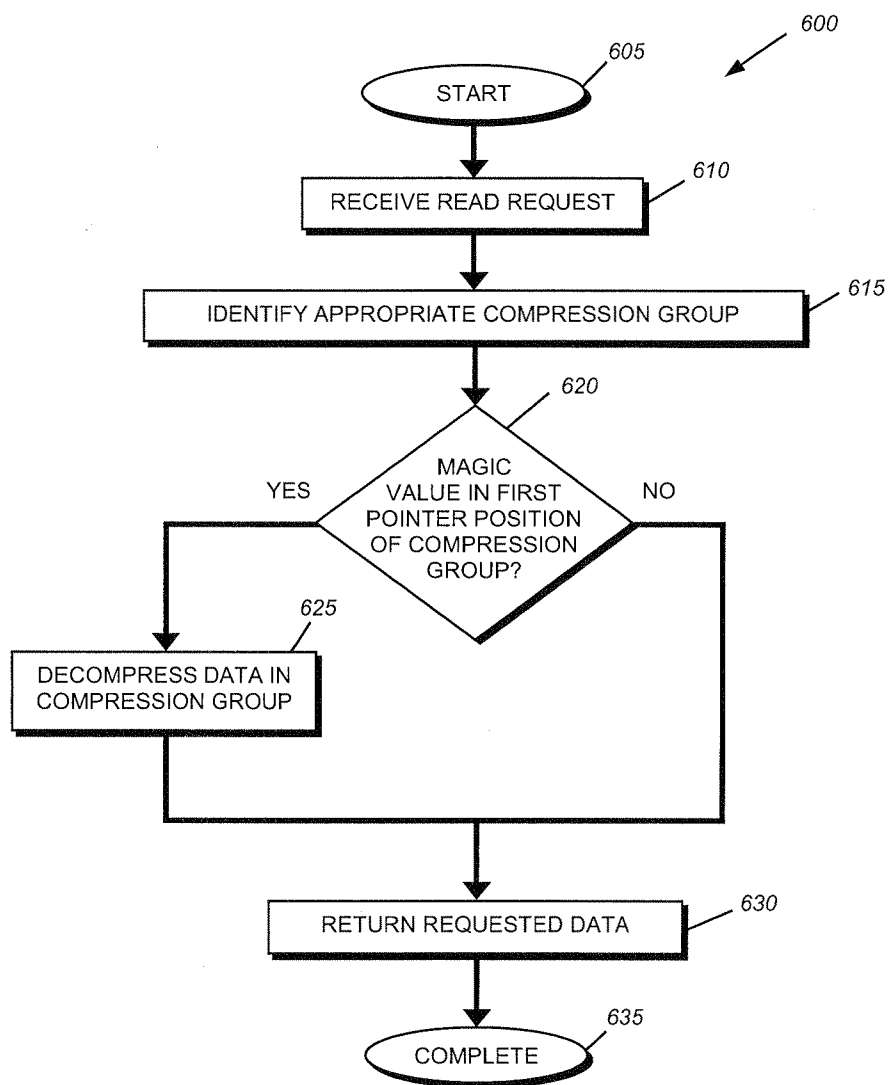 600
605
START
610
RECEIVE READ REQUEST
615
IDENTIFY APPROPRIATE COMPRESSION GROUP
620
MAGIC
VALUE IN FIRST
POINTER POSITION
OF COMPRESSION
GROUP?
YES
NO
625
DECOMPRESS DATA IN
COMPRESSION GROUP
630
RETURN REQUESTED DATA
635
COMPLETE